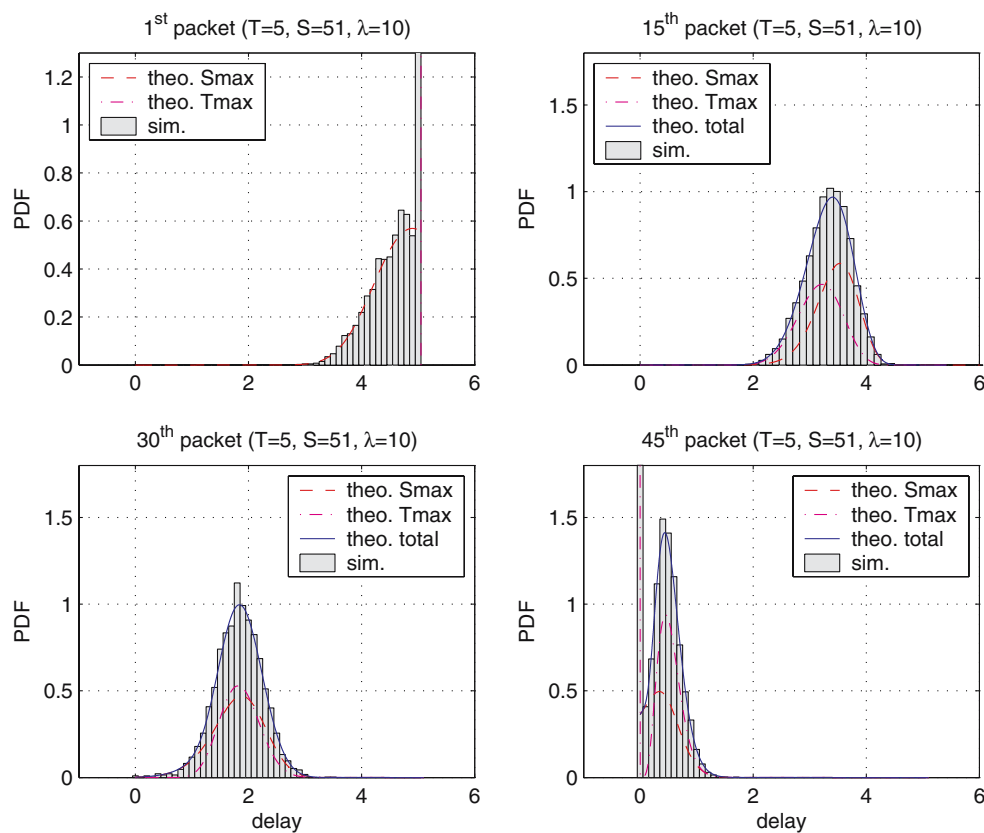 1st packet (T=5, S=51, λ=10)
PDF
1.2
1
0.8
0.6
0.4
0.2
0
theo. Smax
theo. Tmax
sim.
0 2 4 6
15th packet (T=5, S=51, λ=10)
PDF
1.5
1
0.5
0
theo. Smax
theo. Tmax
theo. total
sim.
0 2 4 6
30th packet (T=5, S=51, λ=10)
PDF
1.5
1
0.5
0
theo. Smax
theo. Tmax
theo. total
sim.
0 2 4 6
delay
45th packet (T=5, S=51, λ=10)
PDF
1.5
1
0.5
0
theo. Smax
theo. Tmax
theo. total
sim.
0 2 4 6
delay